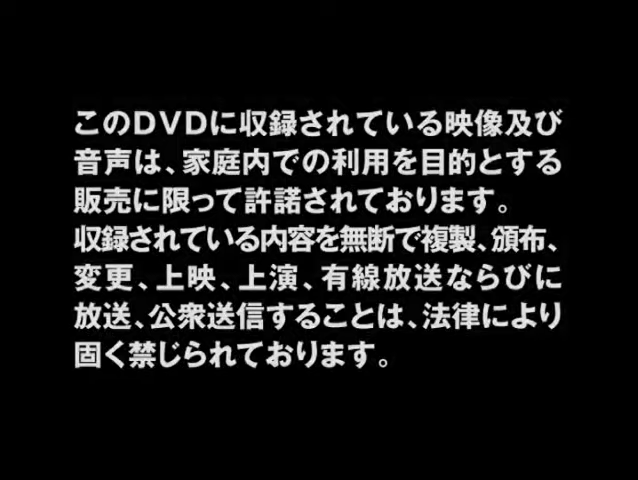 このDVDに収録されている映像及び
音声は、家庭内での利用を目的とする
販売に限って許諾されております。
収録されている内容を無断で複製、頒布、
変更、上映、上演、有線放送ならびに
放送、公衆送信することは、法律により
固く禁じられております。